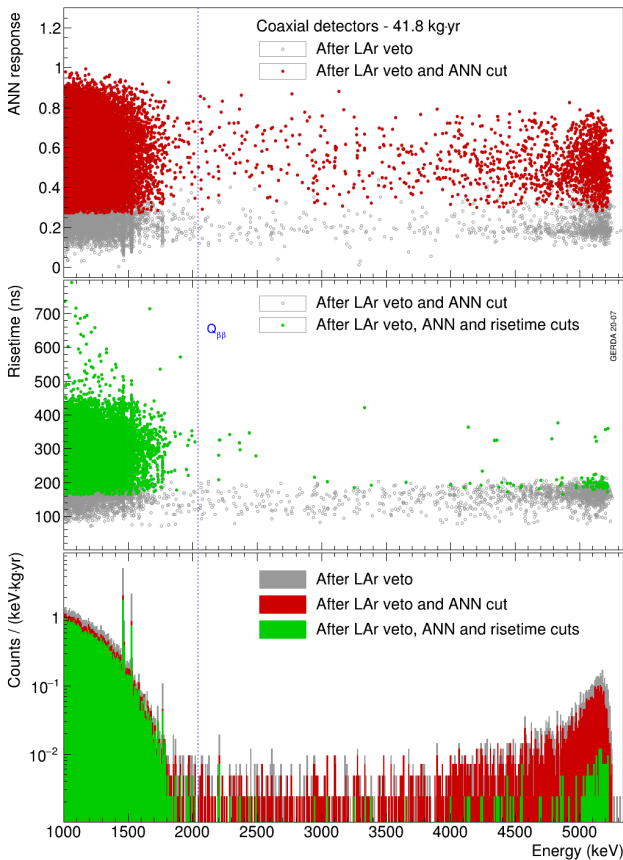 Coaxial detectors - 41.8 kg·yr
After LAr veto
After LAr veto and ANN cut
ANN response
1.2
1
0.8
0.6
0.4
0.2
0
After LAr veto and ANN cut
After LAr veto, ANN and risetime cuts
Risetime (ns)
700
600
500
400
300
200
100
Qββ
GERDA 20-07
After LAr veto
After LAr veto and ANN cut
After LAr veto, ANN and risetime cuts
Counts / (keV·kg·yr)
1
10⁻¹
10⁻²
1000 1500 2000 2500 3000 3500 4000 4500 5000
Energy (keV)